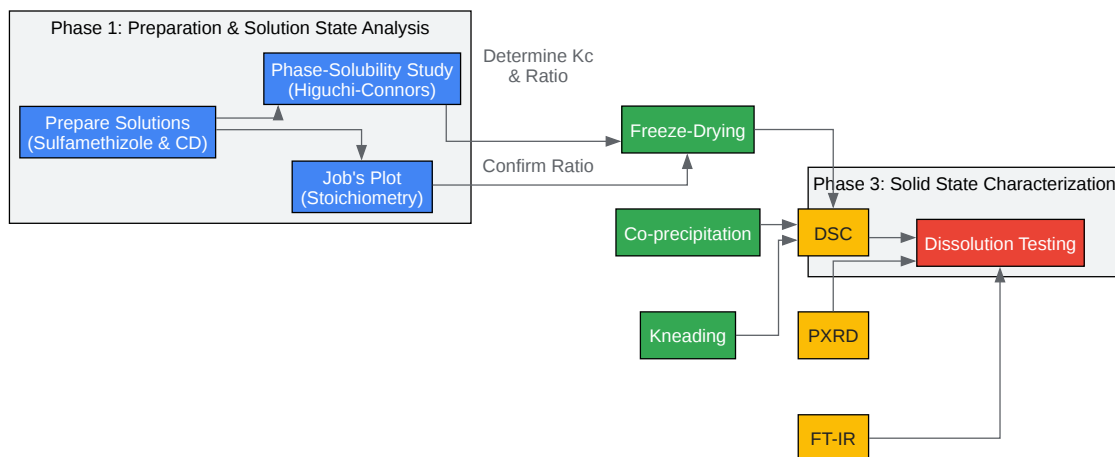 Phase 1: Preparation & Solution State Analysis
Phase-Solubility Study
(Higuchi-Connors)
Prepare Solutions
(Sulfamethizole & CD)
Job's Plot
(Stoichiometry)
Determine Kc
& Ratio
Confirm Ratio
Freeze-Drying
Co-precipitation
Kneading
Phase 3: Solid State Characterization
DSC
Dissolution Testing
PXRD
FT-IR